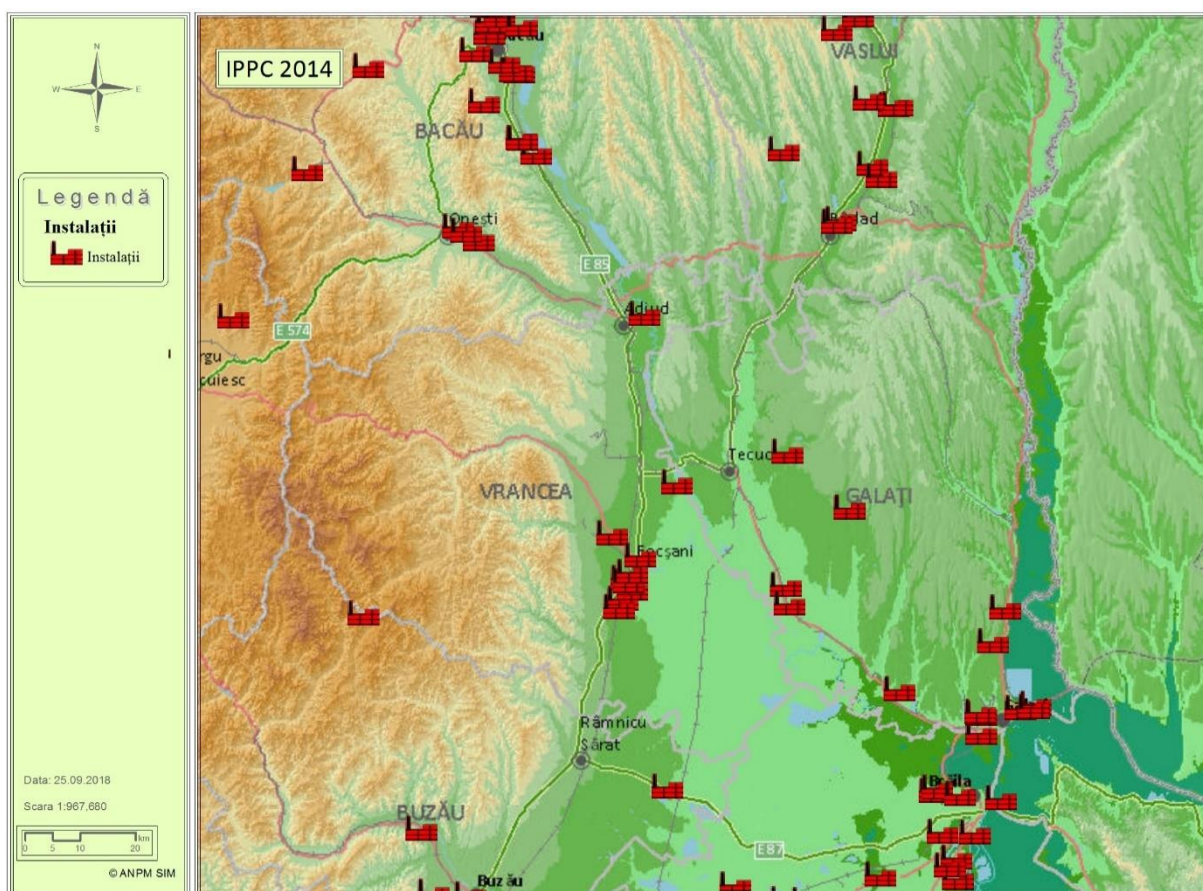 N
W E
S
Legendă
Instalații
Instalații
Data: 25.09.2018
Scara 1:967,680
km
0 5 10 20
© ANPM SIM
IPPC 2014
VASLUI
BACĂU
Onești
E 85
Adjud
E 574
Tecuc
VRANCEA
GALAȚI
Focșani
Râmnicu
Sărat
Brăila
BUZĂU
E 87
Buzău